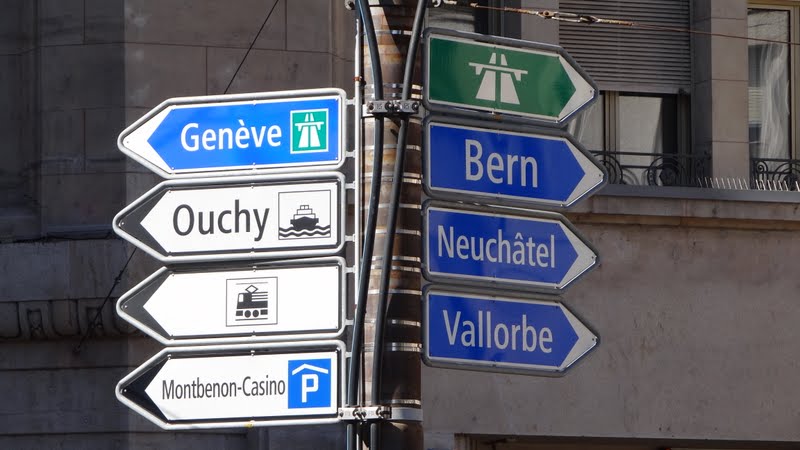 Genève
Ouchy
Montbenon-Casino P
Bern
Neuchâtel
Vallorbe